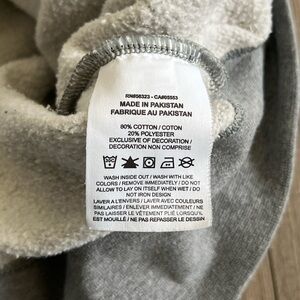 RN#56323 - CA#05553
MADE IN PAKISTAN
FABRIQUE AU PAKISTAN
80% COTTON / COTON
20% POLYESTER
EXCLUSIVE OF DECORATION /
DECORATION NON COMPRISE
WASH INSIDE OUT / WASH WITH LIKE
COLORS / REMOVE IMMEDIATELY / DO NOT
ALLOW TO LAY ON ITSELF WHEN WET / DO
NOT IRON DESIGN
LAVER A L'ENVERS / LAVER AVEC COULEURS
SIMILAIRES / ENLEVER IMMEDIATEMENT / NE
PAS LAISSER LE VÊTEMENT PLIÉ LORSQU'IL
EST MOUILLÉ / NE PAS REPASSER LE DESSIN